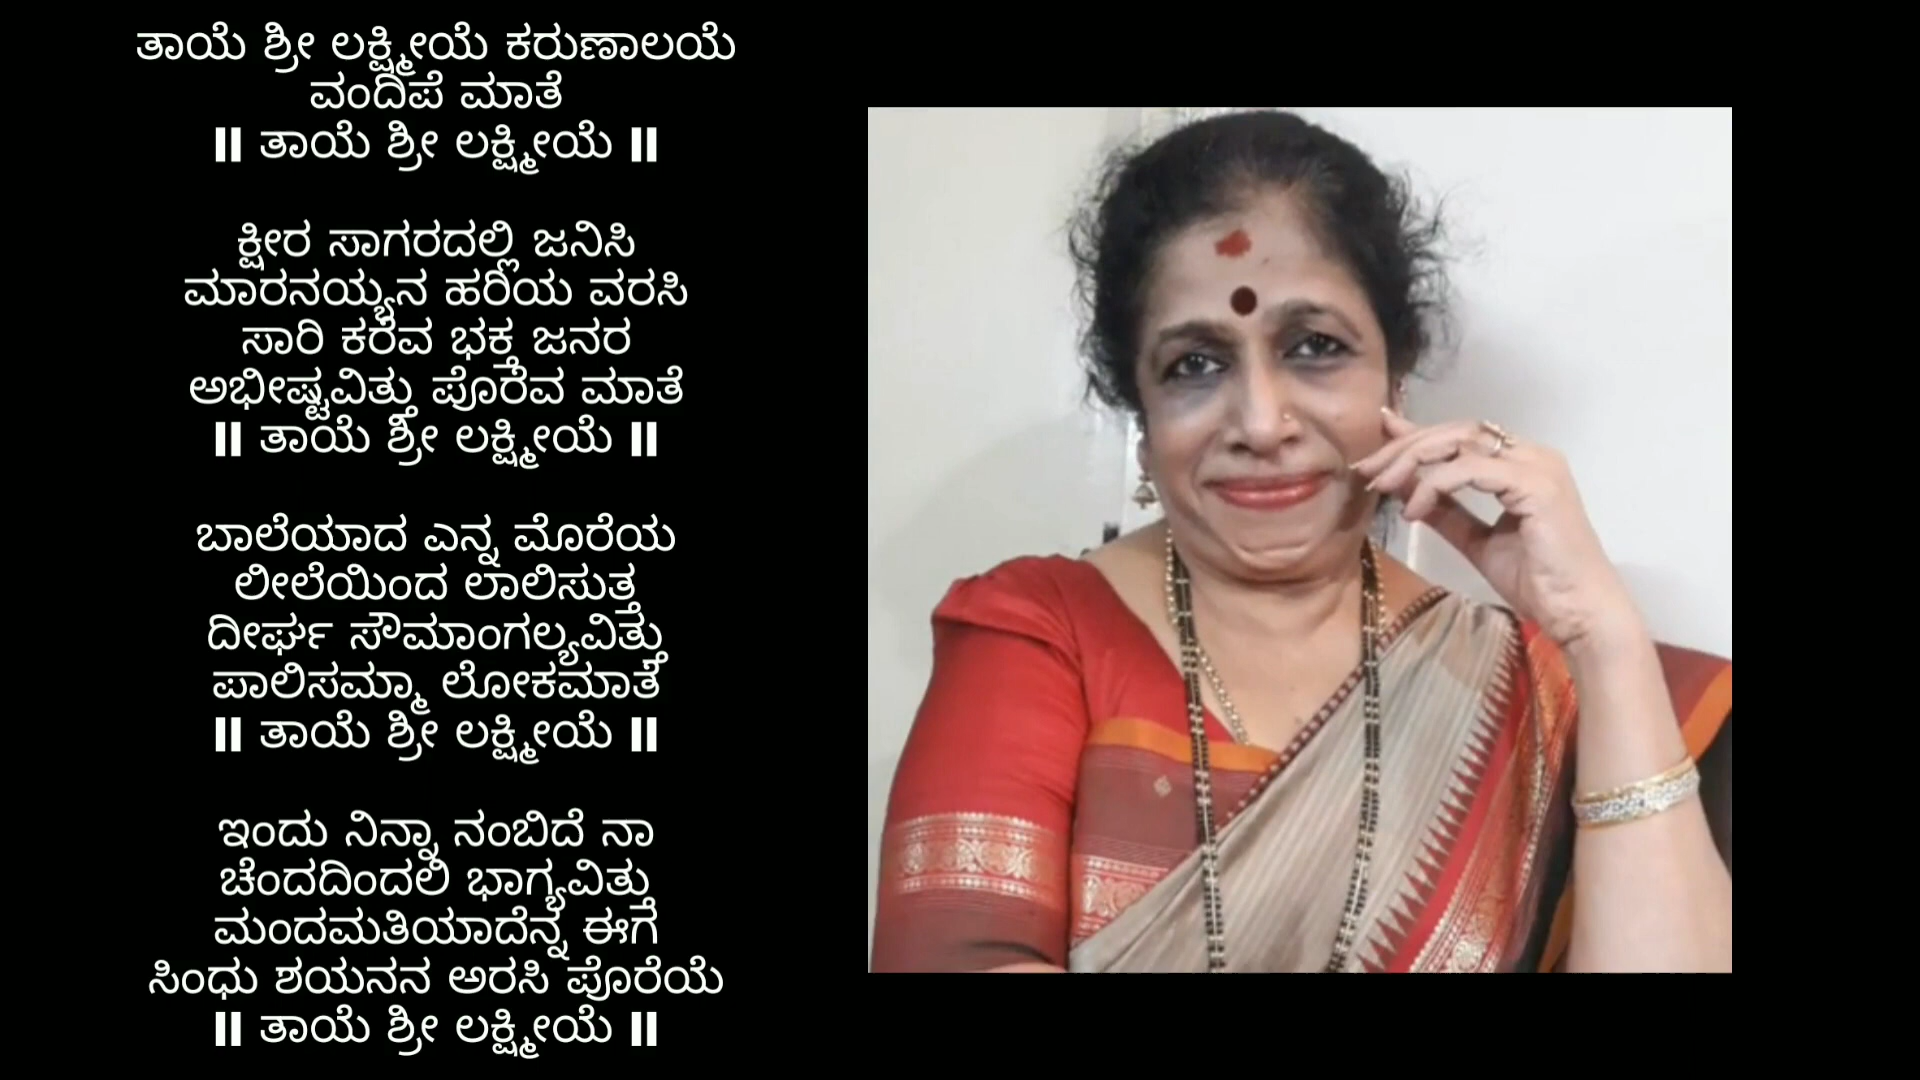 ತಾಯೆ ಶ್ರೀ ಲಕ್ಷ್ಮೀಯೆ ಕರುಣಾಲಯೆ
ವಂದಿಪೆ ಮಾತೆ
|| ತಾಯೆ ಶ್ರೀ ಲಕ್ಷ್ಮೀಯೆ ||
ಕ್ಷೀರ ಸಾಗರದಲ್ಲಿ ಜನಿಸಿ
ಮಾರನಯ್ಯನ ಹರಿಯ ವರಸಿ
ಸಾರಿ ಕರೆವ ಭಕ್ತ ಜನರ
ಅಭೀಷ್ಟವಿತ್ತು ಪೊರೆವ ಮಾತೆ
|| ತಾಯೆ ಶ್ರೀ ಲಕ್ಷ್ಮೀಯೆ ||
ಬಾಲೆಯಾದ ಎನ್ನ ಮೊರೆಯ
ಲೀಲೆಯಿಂದ ಲಾಲಿಸುತ್ತ
ದೀರ್ಘ ಸೌಮಾಂಗಲ್ಯವಿತ್ತು
ಪಾಲಿಸಮ್ಮಾ ಲೋಕಮಾತೆ
|| ತಾಯೆ ಶ್ರೀ ಲಕ್ಷ್ಮೀಯೆ ||
ಇಂದು ನಿನ್ನಾ ನಂಬಿದೆ ನಾ
ಚೆಂದದಿಂದಲಿ ಭಾಗ್ಯವಿತ್ತು
ಮಂದಮತಿಯಾದೆನ್ನ ಈಗ
ಸಿಂಧು ಶಯನನ ಅರಸಿ ಪೊರೆಯೆ
|| ತಾಯೆ ಶ್ರೀ ಲಕ್ಷ್ಮೀಯೆ ||